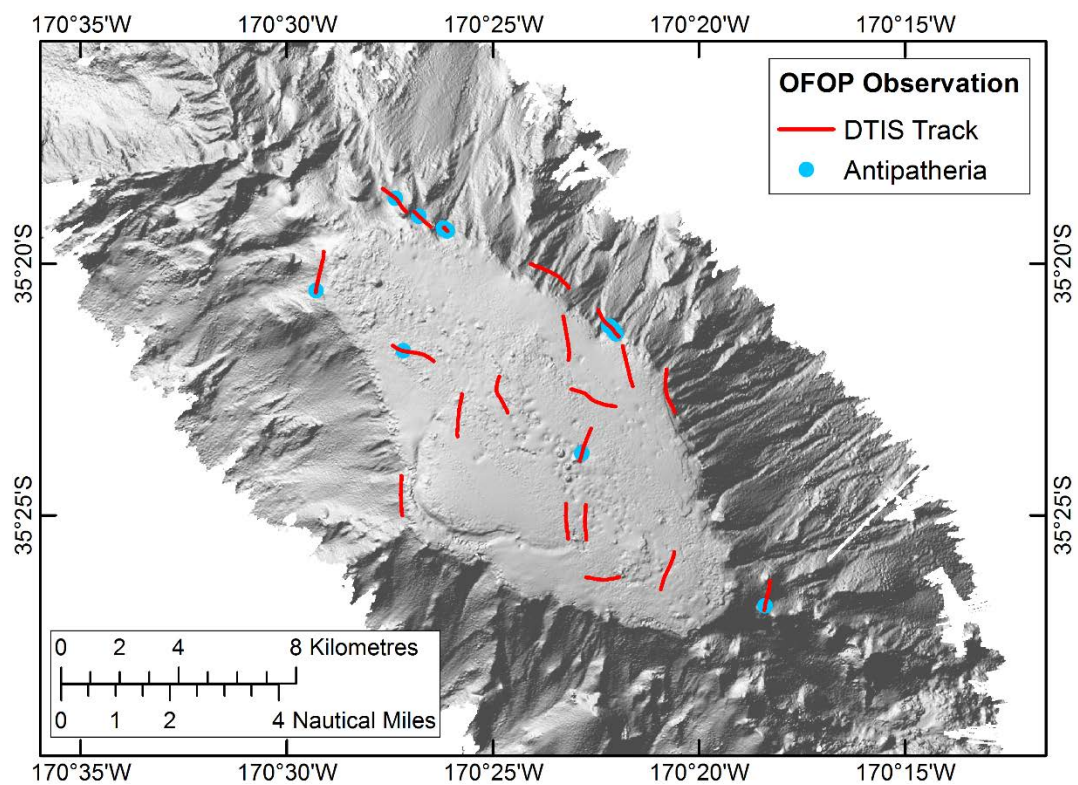 170°35'W 170°30'W 170°25'W 170°20'W 170°15'W
OFOP Observation
DTIS Track
Antipatheria
35°20'S 35°20'S
35°25'S 35°25'S
0 2 4 8 Kilometres
0 1 2 4 Nautical Miles
170°35'W 170°30'W 170°25'W 170°20'W 170°15'W